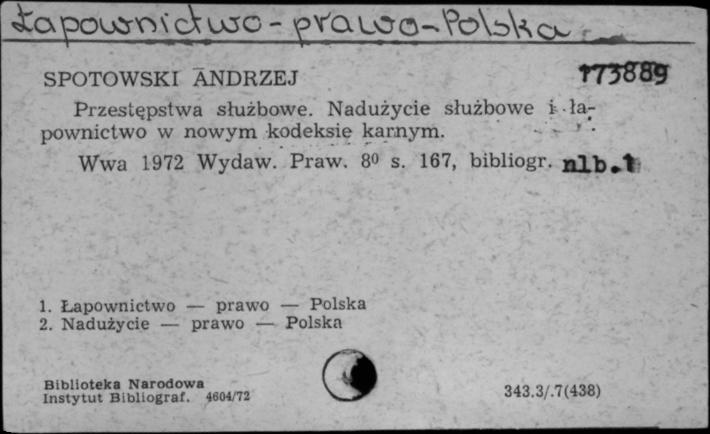 Łapownictwo-prawo-Polska
SPOTOWSKI ANDRZEJ 173889
Przestępstwa służbowe. Nadużycie służbowe i ła-
pownictwo w nowym kodeksie karnym.
Wwa 1972 Wydaw. Praw. 8⁰ s. 167, bibliogr. nlb.1
1. Łapownictwo — prawo — Polska
2. Nadużycie — prawo — Polska
Biblioteka Narodowa
Instytut Bibliograf. 4604/72
343.3/.7(438)